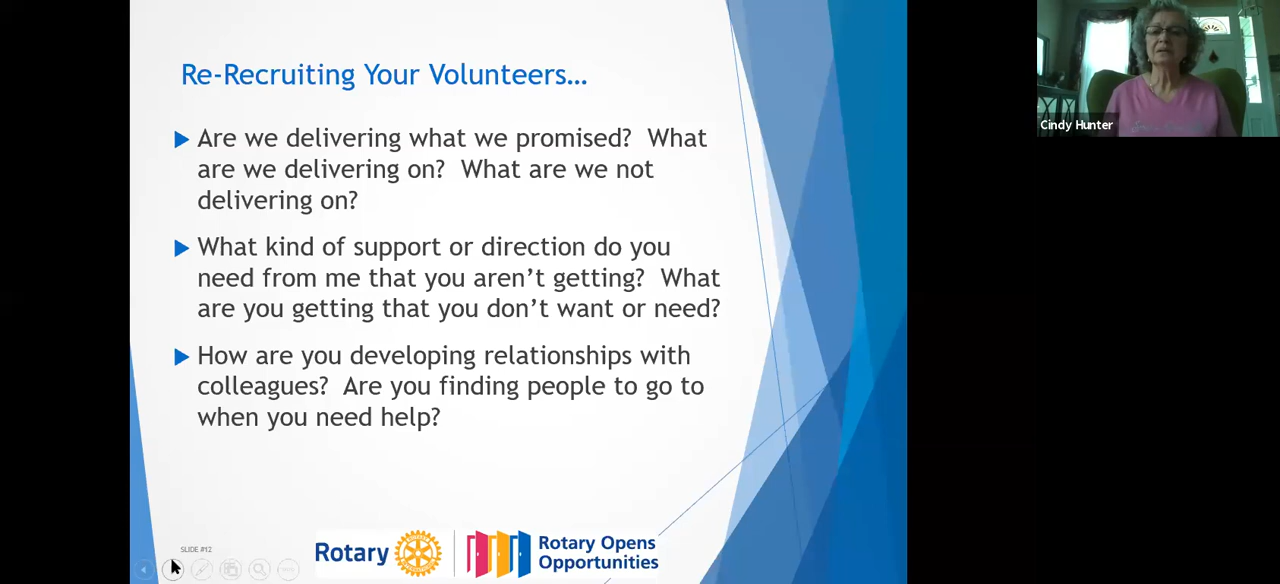 Re-Recruiting Your Volunteers…
Are we delivering what we promised? What
are we delivering on? What are we not
delivering on?
What kind of support or direction do you
need from me that you aren't getting? What
are you getting that you don't want or need?
How are you developing relationships with
colleagues? Are you finding people to go to
when you need help?
SLIDE #12
Rotary
Rotary Opens
Opportunities
Cindy Hunter